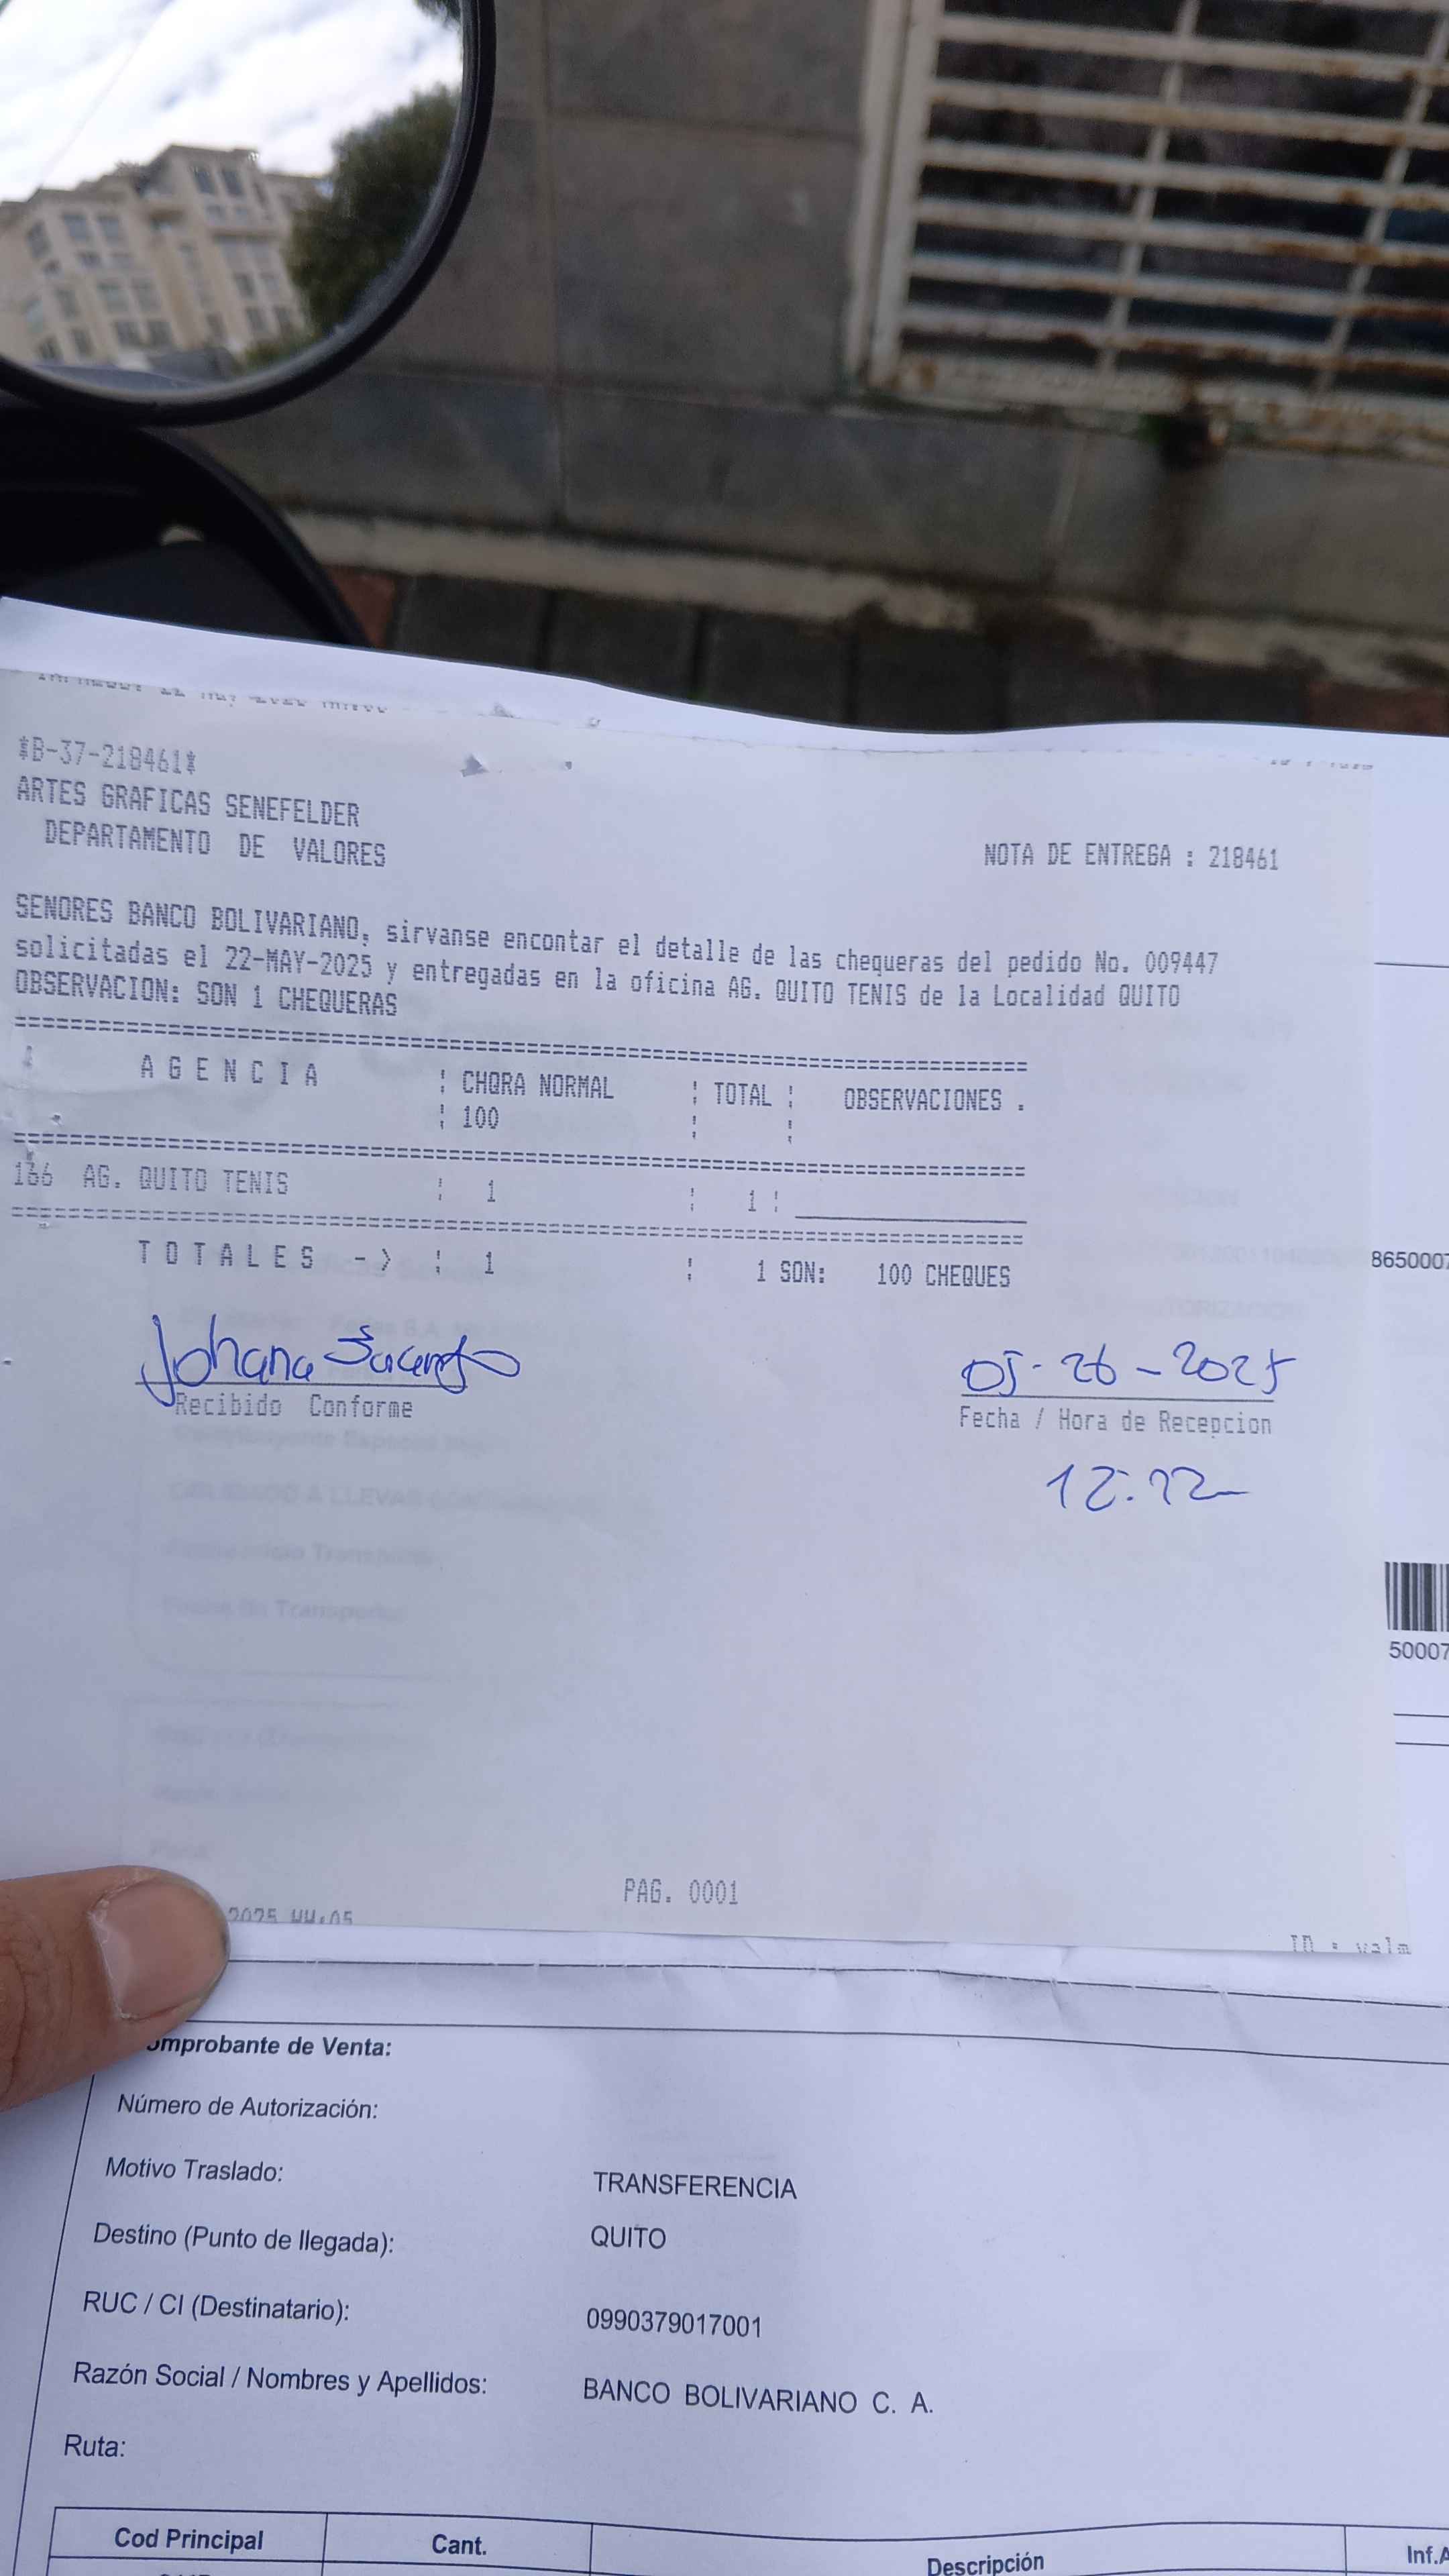 *B-37-218461*
ARTES GRAFICAS SENEFELDER
DEPARTAMENTO DE VALORES
NOTA DE ENTREGA : 218461
SENORES BANCO BOLIVARIANO, sirvanse encontar el detalle de las chequeras del pedido No. 009447
solicitadas el 22-MAY-2025 y entregadas en la oficina AG. QUITO TENIS de la Localidad QUITO
OBSERVACION: SON 1 CHEQUERAS
A G E N C I A ¦ CHQRA NORMAL ¦ TOTAL ¦ OBSERVACIONES .
¦ 100 ¦ ¦
166 AG. QUITO TENIS ¦ 1 ¦ 1 ¦
T O T A L E S -> ¦ 1 ¦ 1 SON: 100 CHEQUES
8650007
Johana
05-26-2025
Recibido Conforme
Fecha / Hora de Recepcion
12:22
50007
PAG. 0001
omprobante de Venta:
Número de Autorización:
Motivo Traslado: TRANSFERENCIA
Destino (Punto de llegada): QUITO
RUC / CI (Destinatario): 0990379017001
Razón Social / Nombres y Apellidos: BANCO BOLIVARIANO C. A.
Ruta:
Cod Principal Cant. Descripción Inf.A